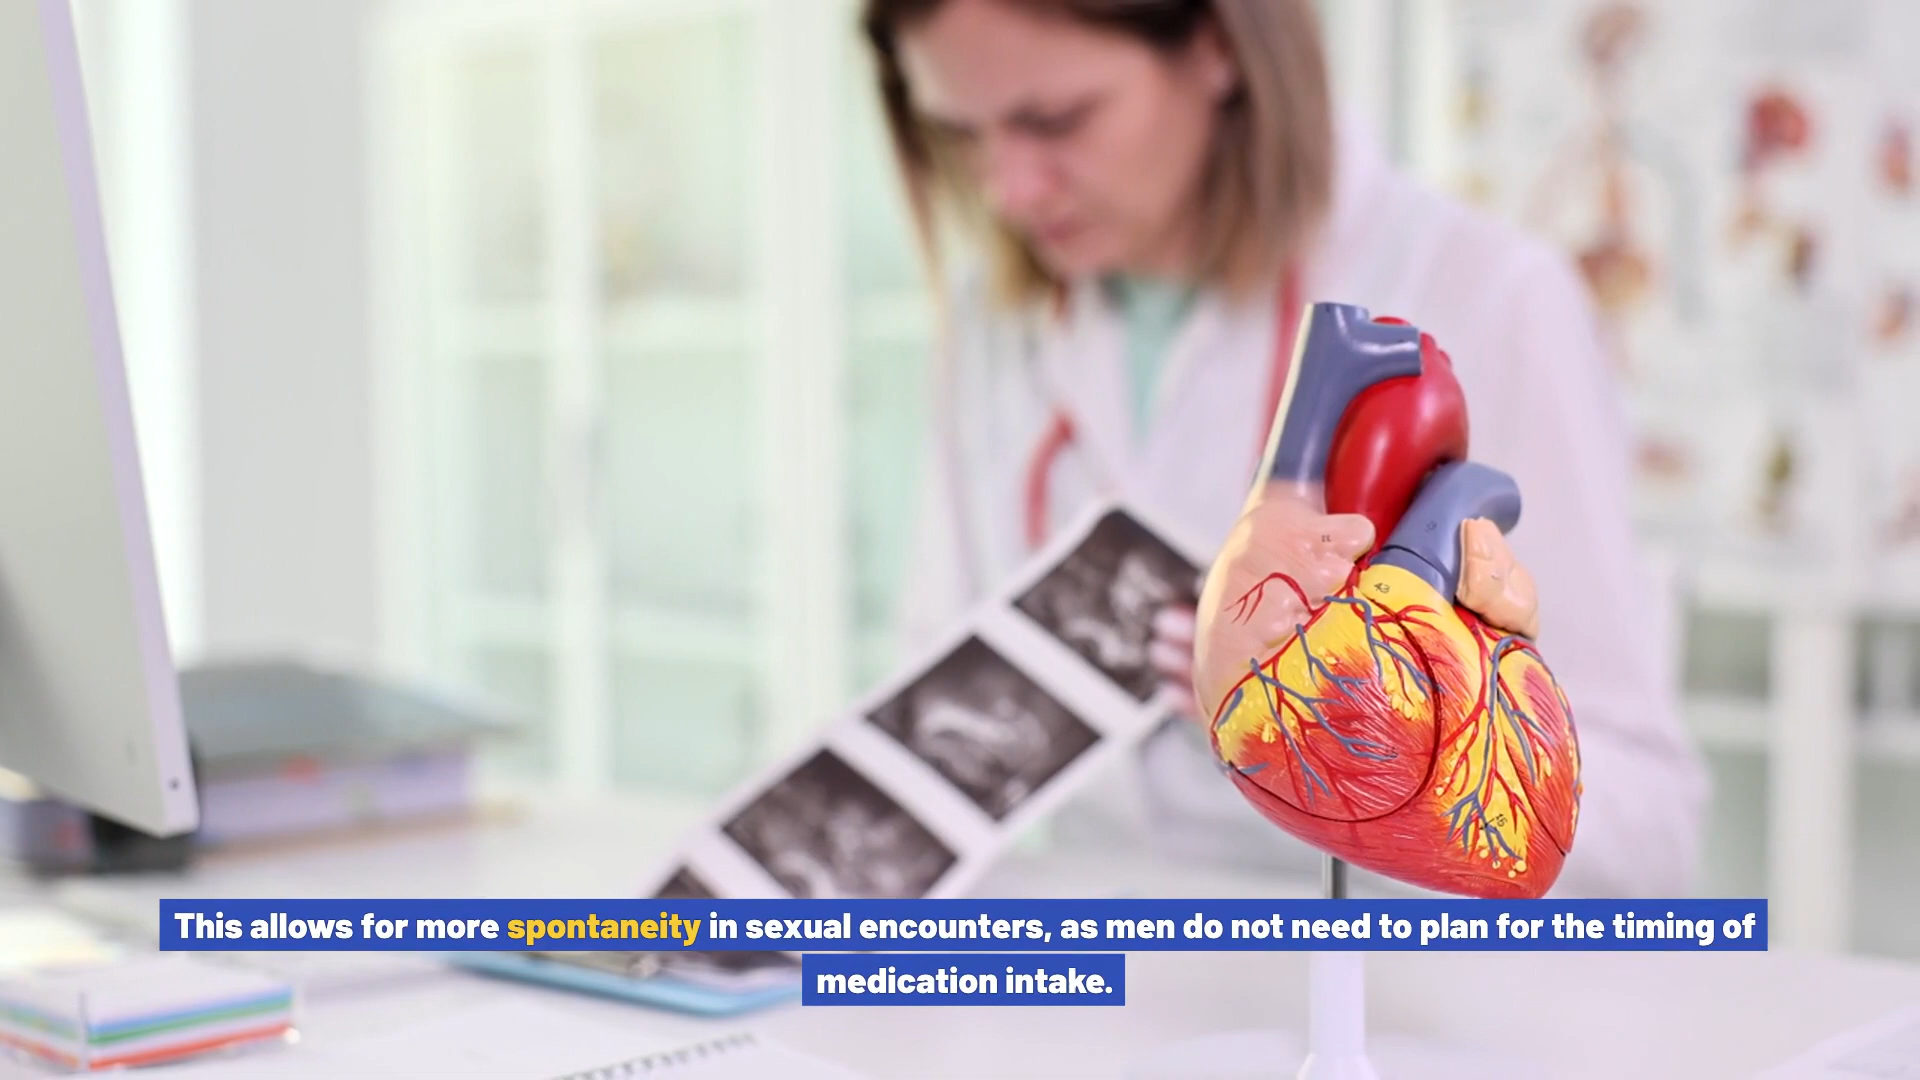 This allows for more spontaneity in sexual encounters, as men do not need to plan for the timing of
medication intake.
43